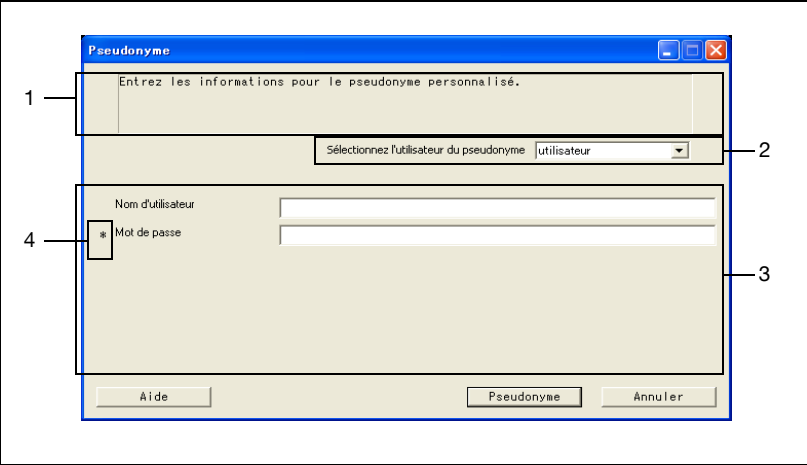 Pseudonyme
Entrez les informations pour le pseudonyme personnalisé.
1
Sélectionnez l'utilisateur du pseudonyme utilisateur
2
Nom d'utilisateur
4
* Mot de passe
3
Aide Pseudonyme Annuler